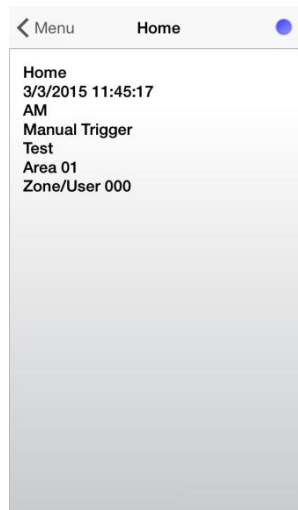 Menu Home
Home
3/3/2015 11:45:17
AM
Manual Trigger
Test
Area 01
Zone/User 000